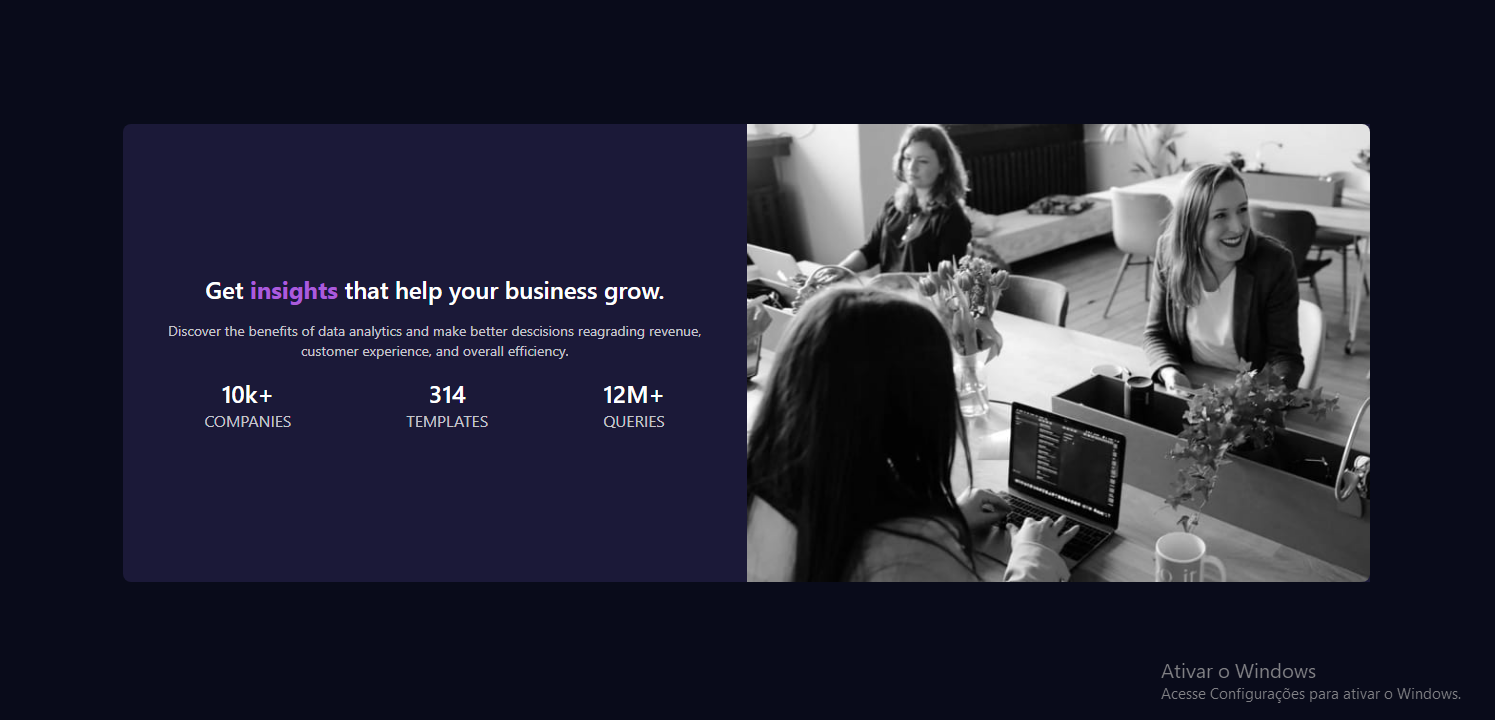 Get insights that help your business grow.
Discover the benefits of data analytics and make better descisions reagrading revenue,
customer experience, and overall efficiency.
10k+ 314 12M+
COMPANIES TEMPLATES QUERIES
Ativar o Windows
Acesse Configurações para ativar o Windows.